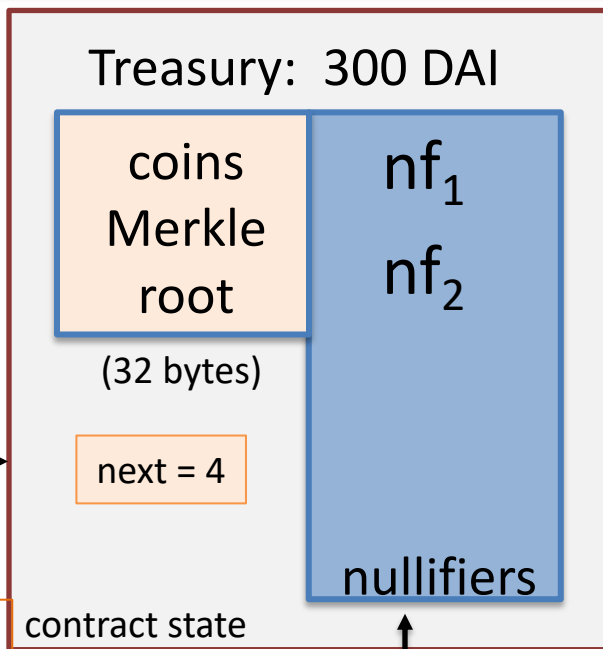 Treasury: 300 DAI
coins
Merkle
root
(32 bytes)
next = 4
nf₁
nf₂
nullifiers
contract state